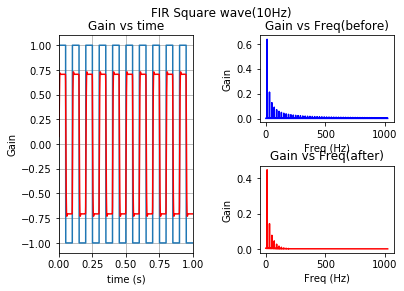 FIR Square wave(10Hz)
Gain vs time
1.00
0.75
0.50
0.25
0.00
−0.25
−0.50
−0.75
−1.00
Gain
0.00 0.25 0.50 0.75 1.00
time (s)
Gain vs Freq(before)
0.6
0.4
0.2
0.0
Gain
0 500 1000
Freq (Hz)
Gain vs Freq(after)
0.4
0.2
0.0
Gain
0 500 1000
Freq (Hz)